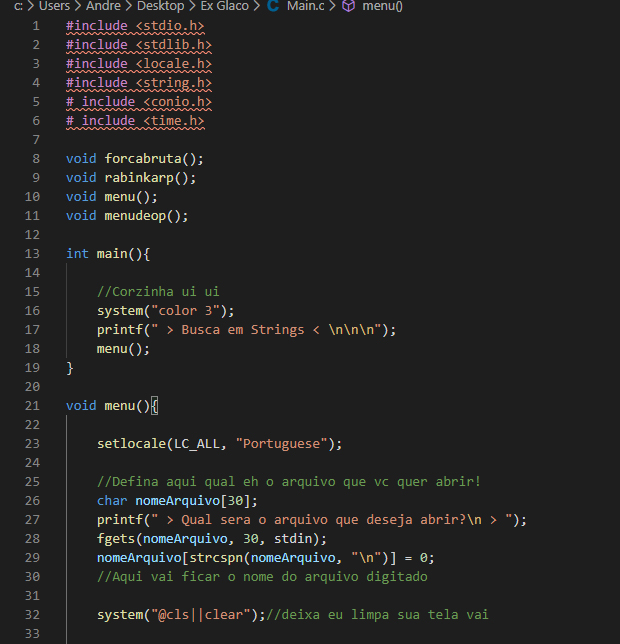 c: > Users > Andre > Desktop > Ex Glaco > C Main.c > menu()
1 #include <stdio.h>
2 #include <stdlib.h>
3 #include <locale.h>
4 #include <string.h>
5 # include <conio.h>
6 # include <time.h>
7
8 void forcabruta();
9 void rabinkarp();
10 void menu();
11 void menudeop();
12
13 int main(){
14
15 //Corzinha ui ui
16 system("color 3");
17 printf(" > Busca em Strings < \n\n\n");
18 menu();
19 }
20
21 void menu(){
22
23 setlocale(LC_ALL, "Portuguese");
24
25 //Defina aqui qual eh o arquivo que vc quer abrir!
26 char nomeArquivo[30];
27 printf(" > Qual sera o arquivo que deseja abrir?\n > ");
28 fgets(nomeArquivo, 30, stdin);
29 nomeArquivo[strcspn(nomeArquivo, "\n")] = 0;
30 //Aqui vai ficar o nome do arquivo digitado
31
32 system("@cls||clear");//deixa eu limpa sua tela vai
33